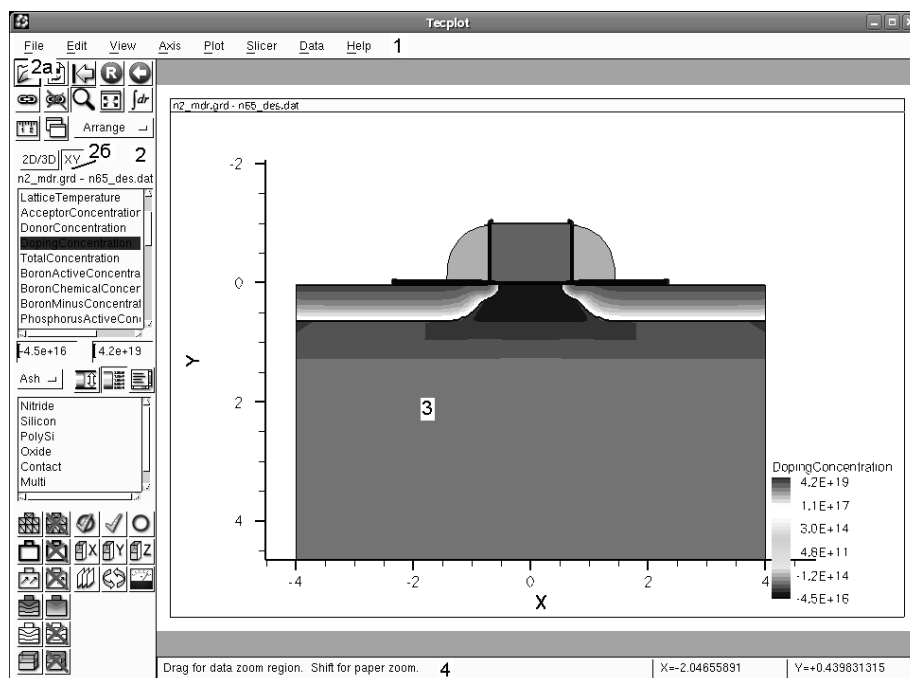 Tecplot
File Edit View Axis Plot Slicer Data Help 1
2a
R
∫dr
Arrange
2D/3D XY 2б 2
n2_mdr.grd - n65_des.dat
LatticeTemperature
AcceptorConcentration
DonorConcentration
DopingConcentration
TotalConcentration
BoronActiveConcentra
BoronChemicalConcer
BoronMinusConcentral
PhosphorusActiveCon
-4.5e+16 4.2e+19
Ash
Nitride
Silicon
PolySi
Oxide
Contact
Multi
X Y Z
n2_mdr.grd - n65_des.dat
-2
0
2
4
Y
3
-4 -2 0 2 4
X
DopingConcentration
4.2E+19
1.1E+17
3.0E+14
4.8E+11
-1.2E+14
-4.5E+16
Drag for data zoom region. Shift for paper zoom. 4 X=-2.04655891 Y=+0.439831315